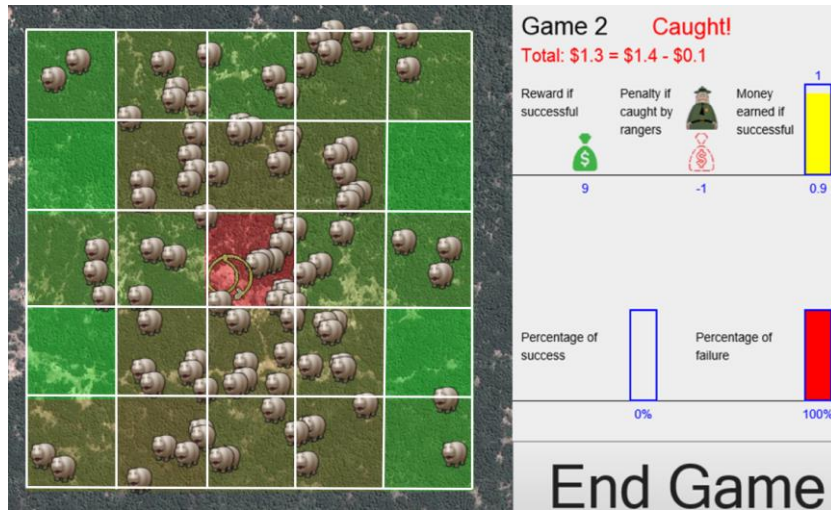 Game 2 Caught!
Total: $1.3 = $1.4 - $0.1
Reward if
successful
Penalty if
caught by
rangers
Money
earned if
successful
1
$
$
9
-1
0.9
Percentage of
success
Percentage of
failure
0%
100%
End Game